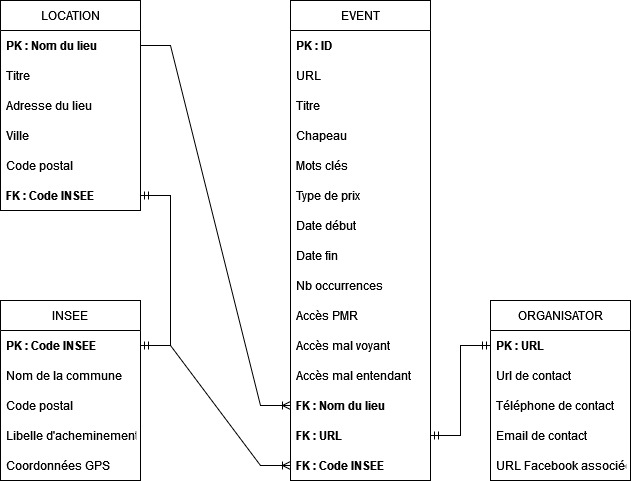 LOCATION
PK : Nom du lieu
Titre
Adresse du lieu
Ville
Code postal
FK : Code INSEE
EVENT
PK : ID
URL
Titre
Chapeau
Mots clés
Type de prix
Date début
Date fin
Nb occurrences
Accès PMR
Accès mal voyant
Accès mal entendant
FK : Nom du lieu
FK : URL
FK : Code INSEE
INSEE
PK : Code INSEE
Nom de la commune
Code postal
Libelle d'acheminement
Coordonnées GPS
ORGANISATOR
PK : URL
Url de contact
Téléphone de contact
Email de contact
URL Facebook associé